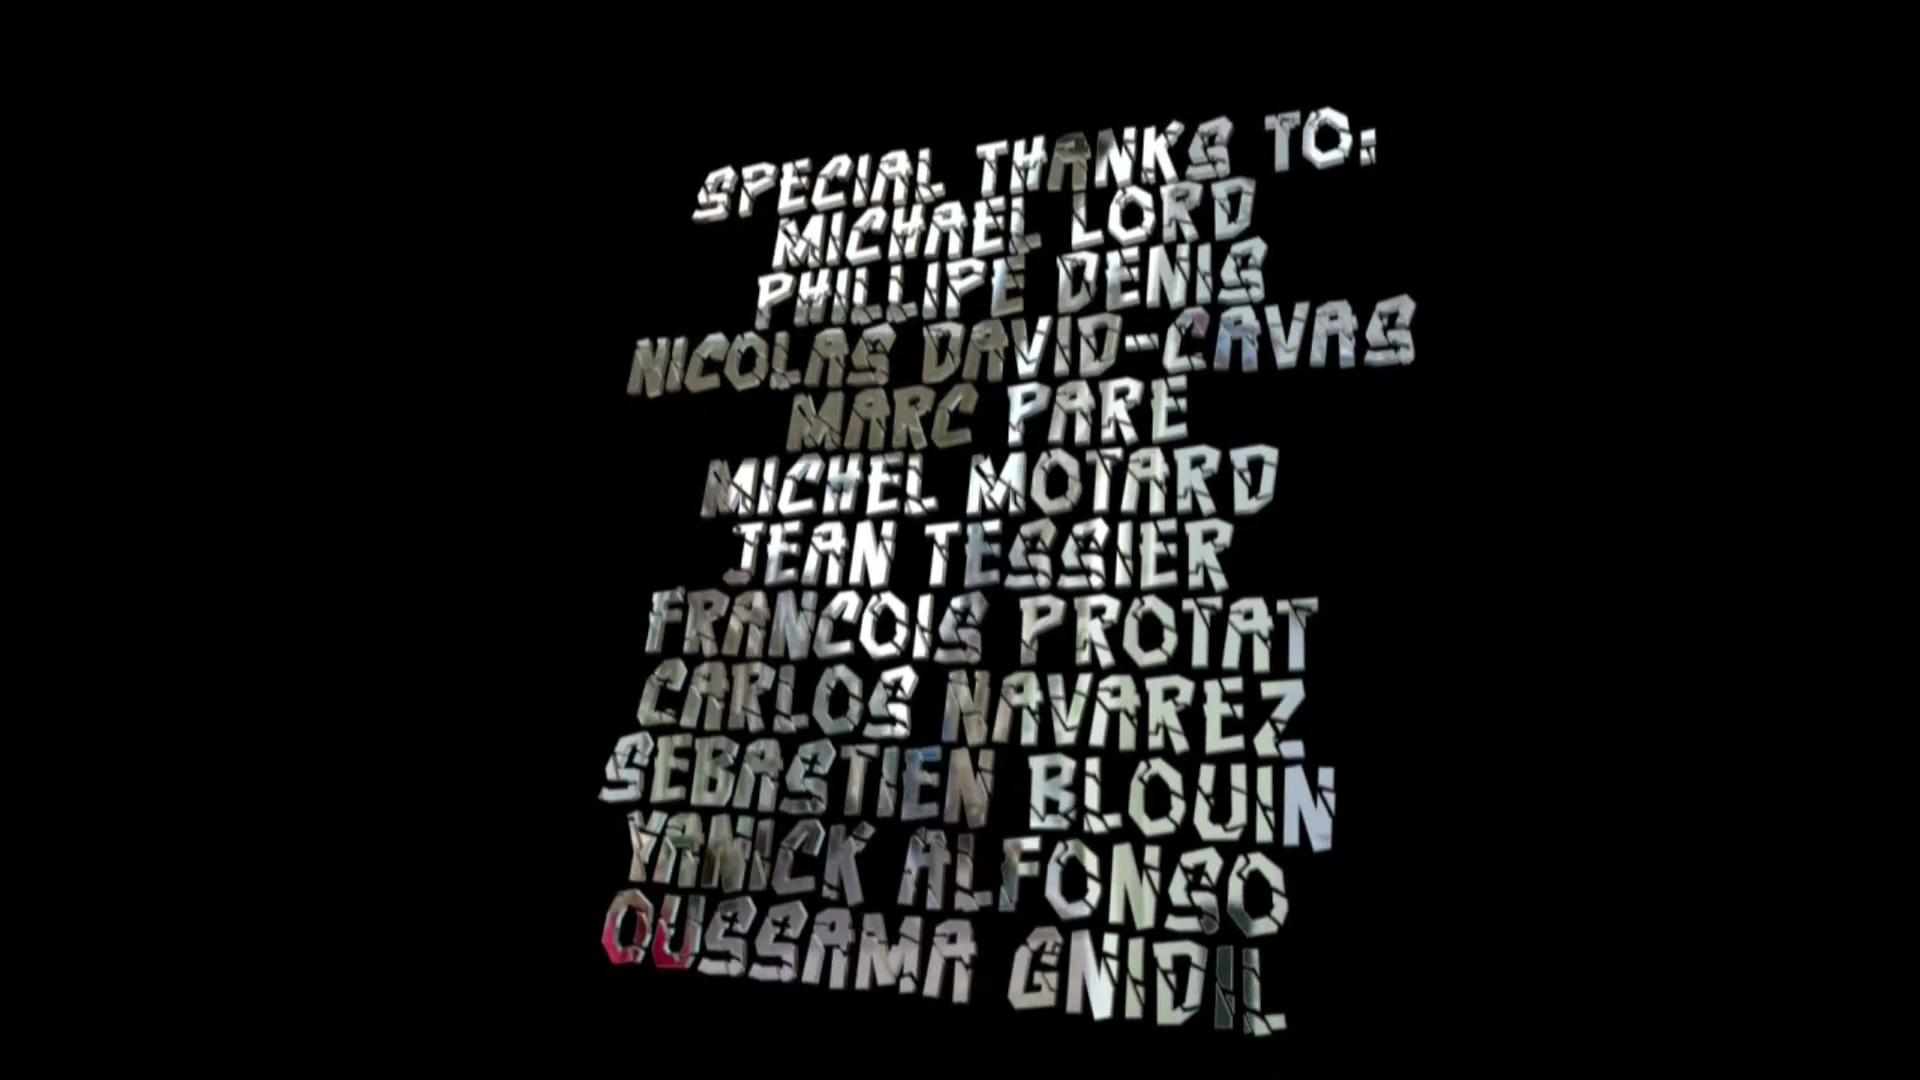 SPECIAL THANKS TO:
MICHAEL LORD
PHILLIPE DENIS
NICOLAS DAVID-CAVAS
MARC PARE
MICHEL MOTARD
JEAN TESSIER
FRANCOIS PROTAT
CARLOS NAVAREZ
SEBASTIEN BLOUIN
YANICK ALFONSO
OUSSAMA GNIDIL